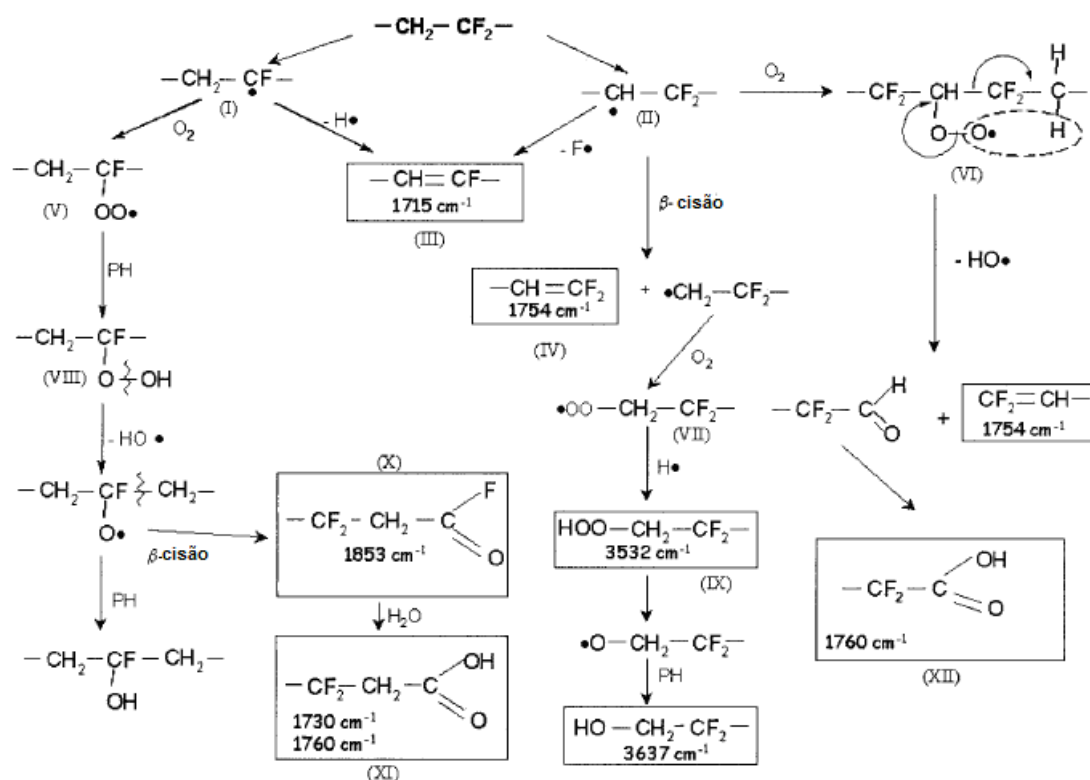 —CH₂—CF₂—
—CH₂—CF—
•
(I)
- H•
O₂
—CH—CF₂—
•
(II)
- F•
O₂
H
—CF₂—CH—CF₂—C—
H
O—O•
(VI)
—CH₂—CF—
OO•
(V)
—CH=CF—
1715 cm⁻¹
(III)
β- cisão
PH
- HO•
—CH=CF₂
1754 cm⁻¹
(IV)
+
•CH₂—CF₂—
O₂
—CH₂—CF—
O—OH
(VIII)
- HO •
•OO—CH₂—CF₂—
(VII)
H•
H
—CF₂—C
O
+
CF₂=CH—
1754 cm⁻¹
—CH₂—CF—CH₂—
O•
β-cisão
(X)
F
—CF₂—CH₂—C
O
1853 cm⁻¹
HOO—CH₂—CF₂—
3532 cm⁻¹
(IX)
OH
—CF₂—C
O
1760 cm⁻¹
(XII)
PH
H₂O
•O—CH₂—CF₂—
PH
—CH₂—CF—CH₂—
OH
OH
—CF₂—CH₂—C
O
1730 cm⁻¹
1760 cm⁻¹
(XI)
HO—CH₂—CF₂—
3637 cm⁻¹